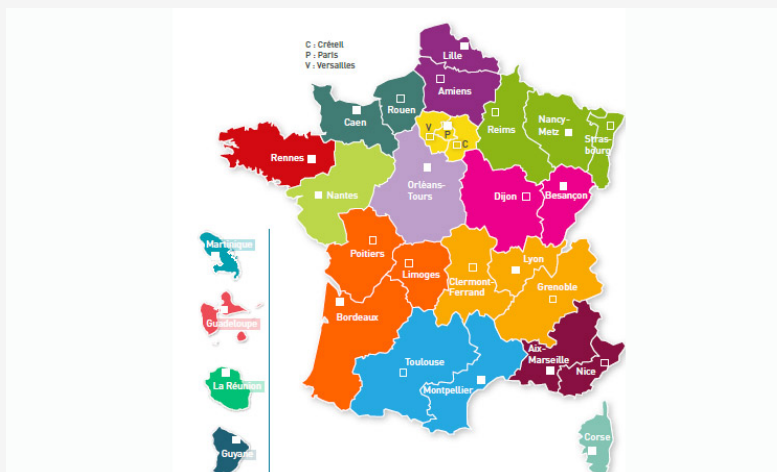 C : Créteil
P : Paris
V : Versailles
Lille
Amiens
Rouen
Caen
Reims
Nancy-
Metz
Stras-
bourg
V
P
C
Rennes
Nantes
Orléans-
Tours
Dijon
Besançon
Poitiers
Limoges
Clermont-
Ferrand
Lyon
Grenoble
Bordeaux
Toulouse
Montpellier
Aix-
Marseille
Nice
Corse
Martinique
Guadeloupe
La Réunion
Guyane